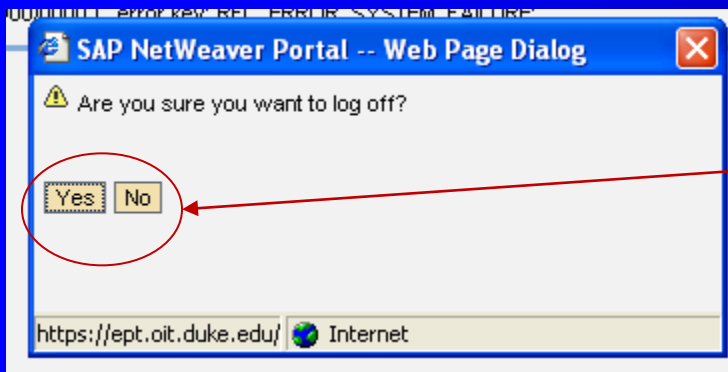 error key: RFC_ERROR_SYSTEM_FAILURE
SAP NetWeaver Portal -- Web Page Dialog
Are you sure you want to log off?
Yes No
https://ept.oit.duke.edu/ Internet